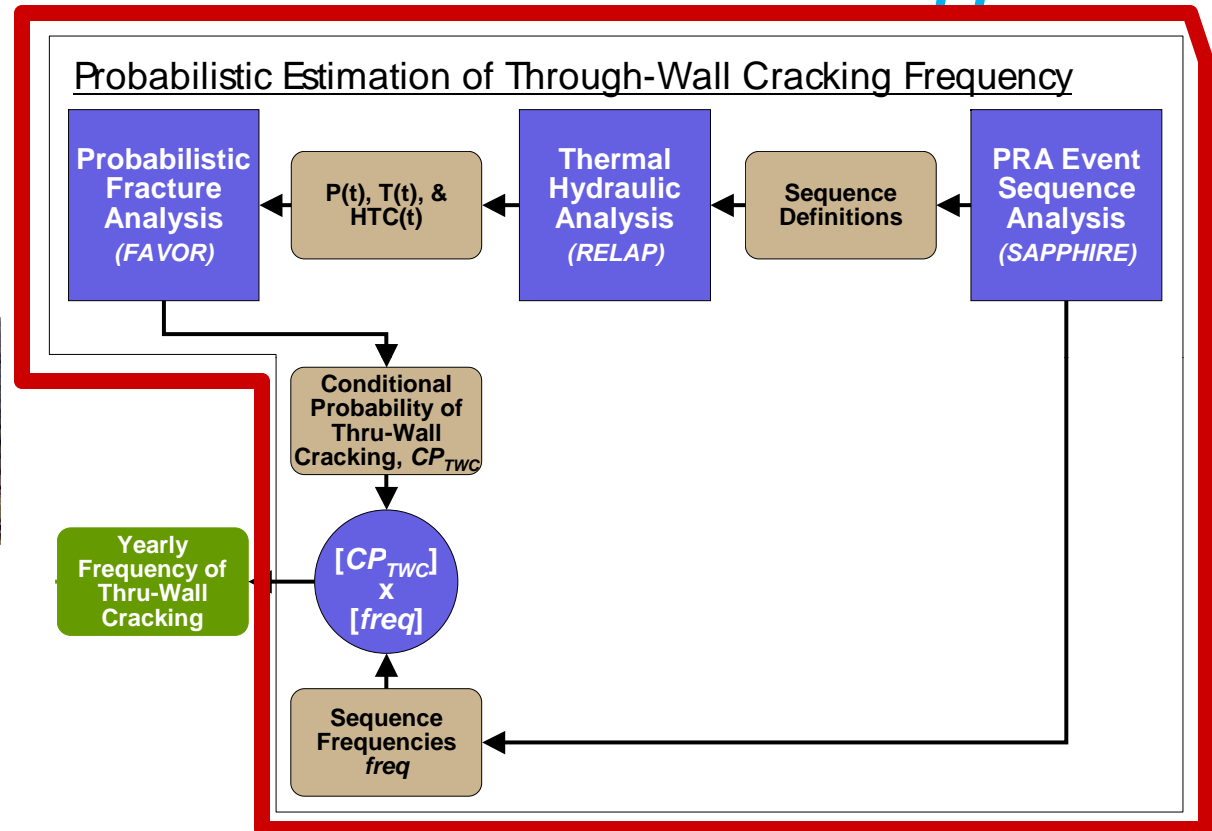 Probabilistic Estimation of Through-Wall Cracking Frequency
Probabilistic
Fracture
Analysis
(FAVOR)
P(t), T(t), &
HTC(t)
Thermal
Hydraulic
Analysis
(RELAP)
Sequence
Definitions
PRA Event
Sequence
Analysis
(SAPPHIRE)
Conditional
Probability of
Thru-Wall
Cracking, CP_TWC
Yearly
Frequency of
Thru-Wall
Cracking
[CP_TWC]
x
[freq]
Sequence
Frequencies
freq